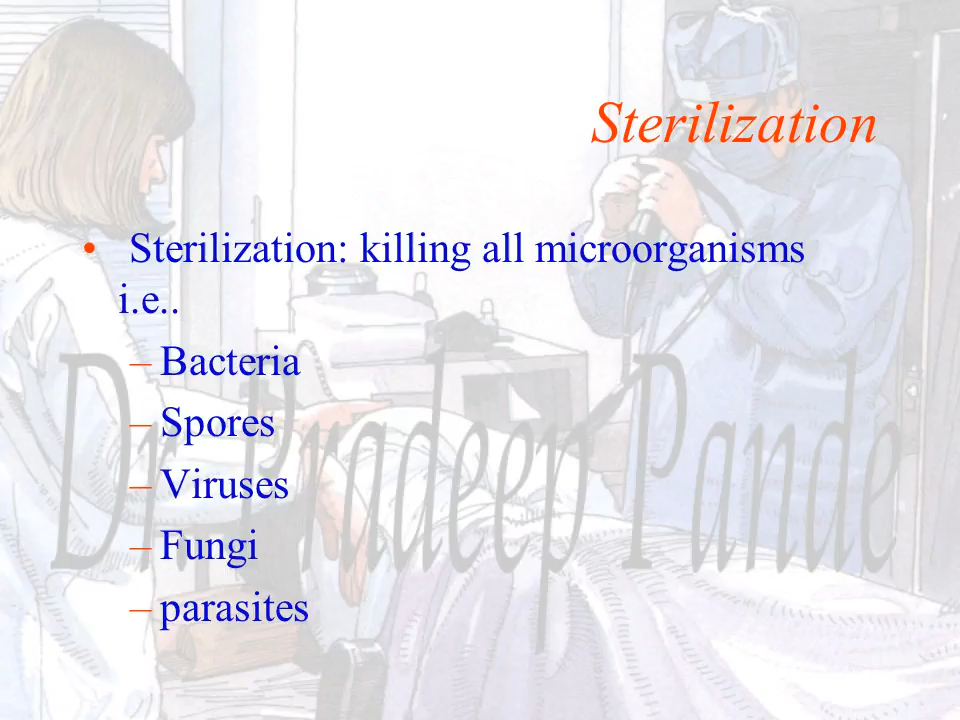 Sterilization
• Sterilization: killing all microorganisms
i.e..
– Bacteria
– Spores
– Viruses
– Fungi
– parasites
Dr. Pradeep Pande